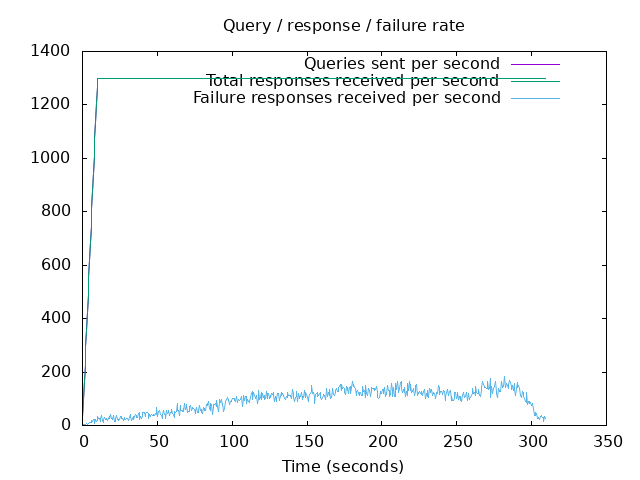 Query / response / failure rate
Queries sent per second
Total responses received per second
Failure responses received per second
1400
1200
1000
800
600
400
200
0
0 50 100 150 200 250 300 350
Time (seconds)